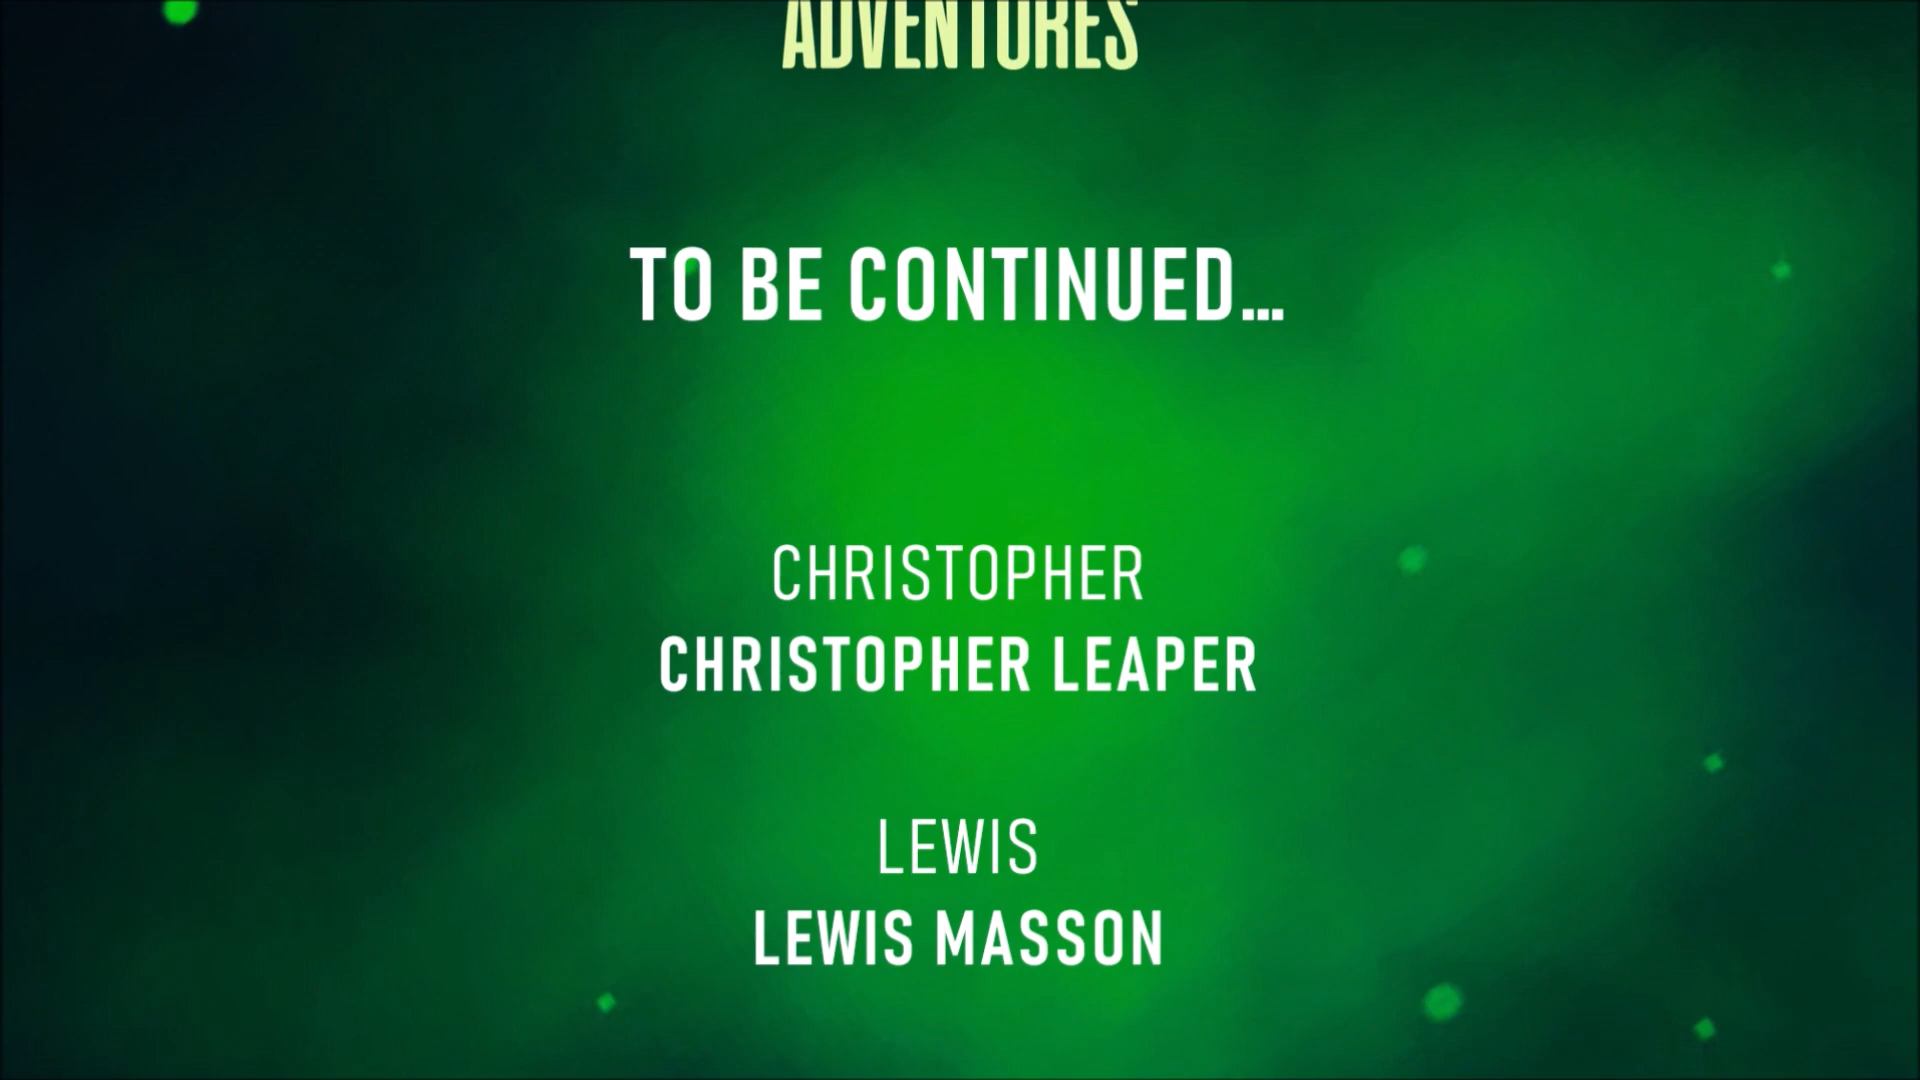 ADVENTURES
TO BE CONTINUED...
CHRISTOPHER
CHRISTOPHER LEAPER
LEWIS
LEWIS MASSON